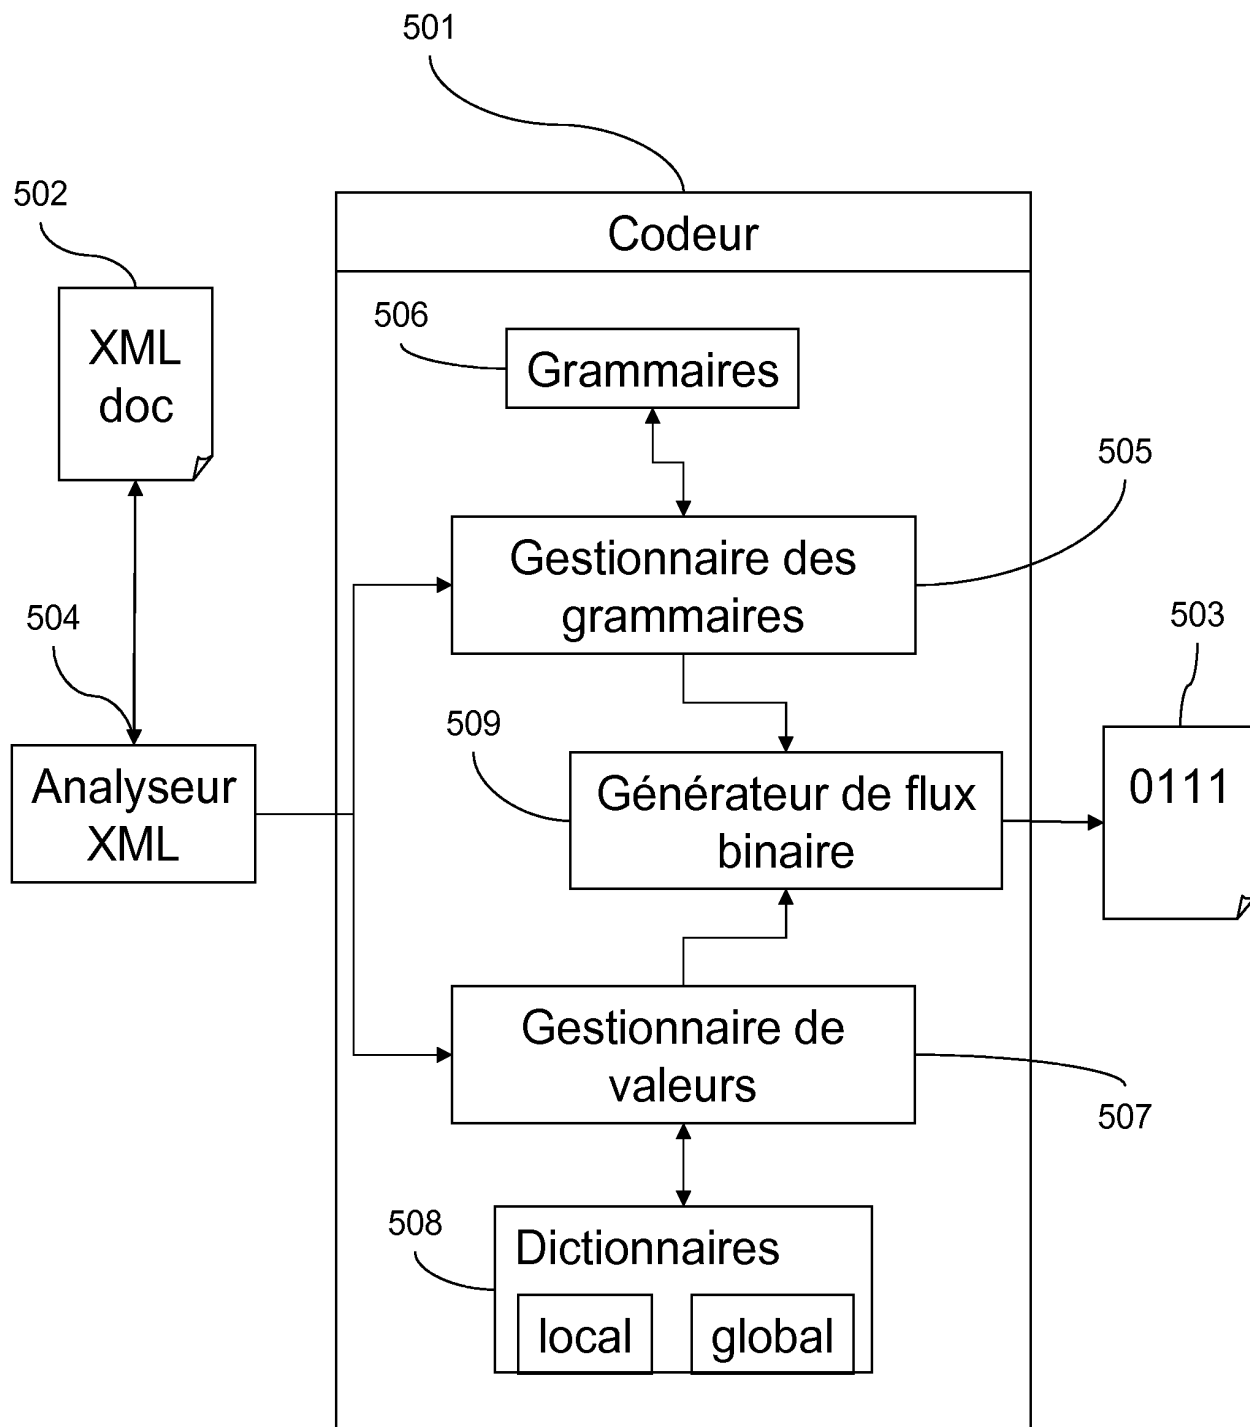 501
502
Codeur
XML
doc
506
Grammaires
505
Gestionnaire des
grammaires
504
503
509
Analyseur
XML
Générateur de flux
binaire
0111
Gestionnaire de
valeurs
507
508
Dictionnaires
local
global